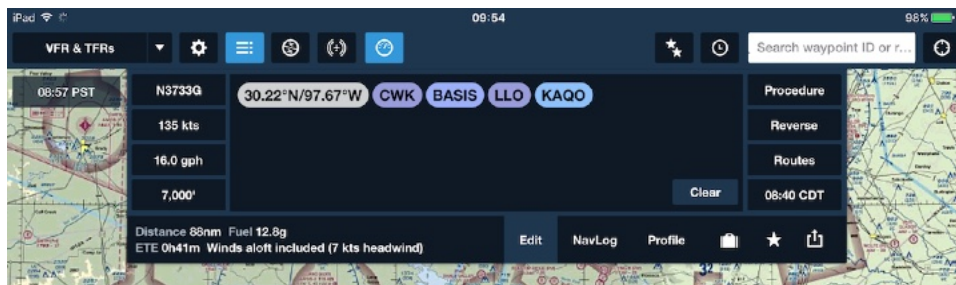 iPad 09:54 98%
VFR & TFRs Search waypoint ID or r...
08:57 PST N3733G 30.22°N/97.67°W CWK BASIS LLO KAQO Procedure
135 kts Reverse
16.0 gph Routes
7,000' Clear 08:40 CDT
Distance 88nm Fuel 12.8g
ETE 0h41m Winds aloft included (7 kts headwind) Edit NavLog Profile
32